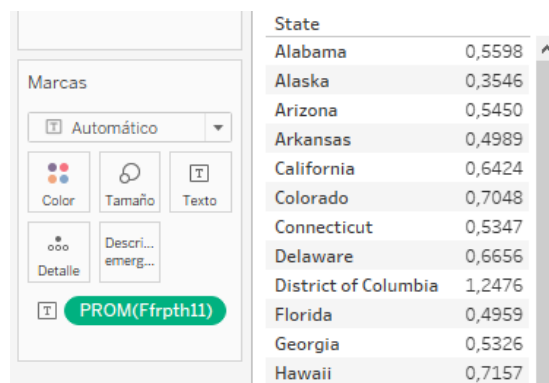 Marcas
T Automático
Color
Tamaño
T
Texto
Detalle
Descri...
emerg...
T PROM(Ffrpth11)
State
Alabama 0,5598
Alaska 0,3546
Arizona 0,5450
Arkansas 0,4989
California 0,6424
Colorado 0,7048
Connecticut 0,5347
Delaware 0,6656
District of Columbia 1,2476
Florida 0,4959
Georgia 0,5326
Hawaii 0,7157